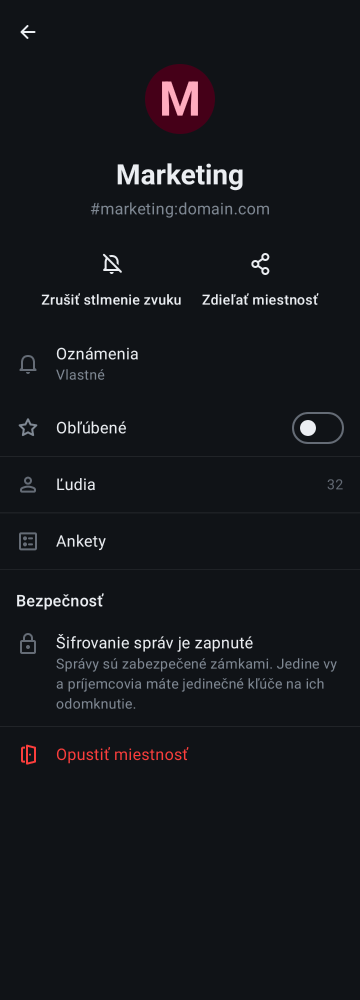 M
Marketing
#marketing:domain.com
Zrušiť stlmenie zvuku
Zdieľať miestnosť
Oznámenia
Vlastné
Obľúbené
Ľudia
32
Ankety
Bezpečnosť
Šifrovanie správ je zapnuté
Správy sú zabezpečené zámkami. Jedine vy
a príjemcovia máte jedinečné kľúče na ich
odomknutie.
Opustiť miestnosť